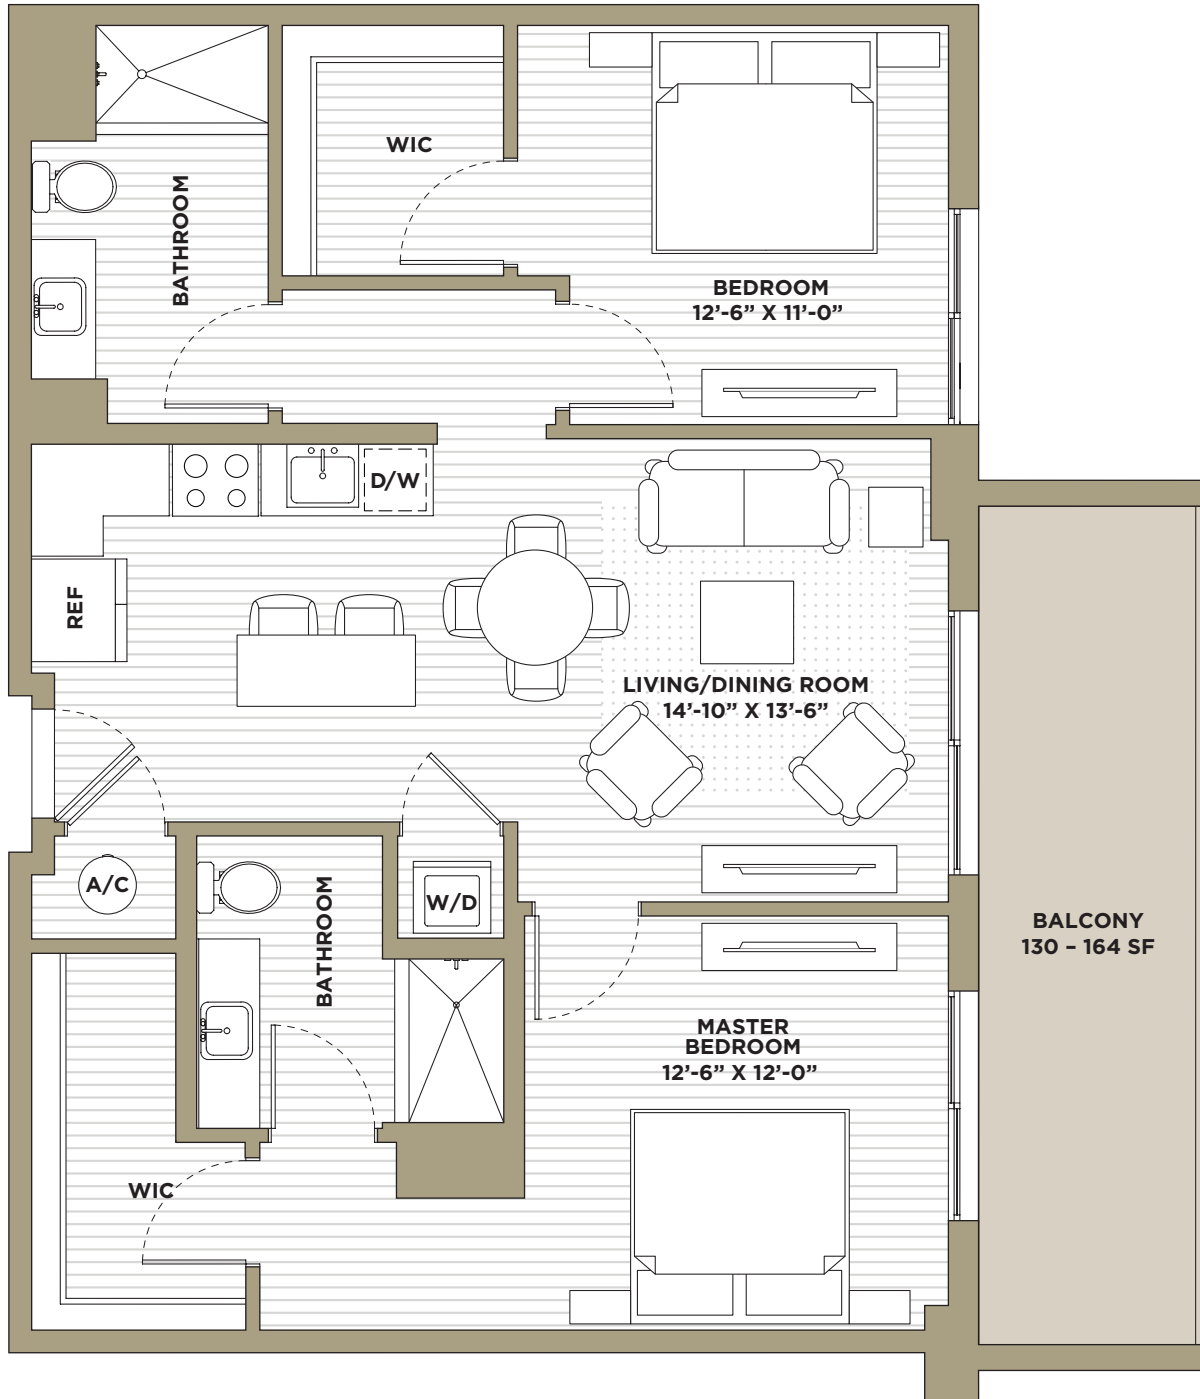 WIC
BATHROOM
BEDROOM
12’-6” X 11’-0”
D/W
REF
LIVING/DINING ROOM
14’-10” X 13’-6”
A/C
W/D
BATHROOM
BALCONY
130 – 164 SF
MASTER
BEDROOM
12’-6” X 12’-0”
WIC